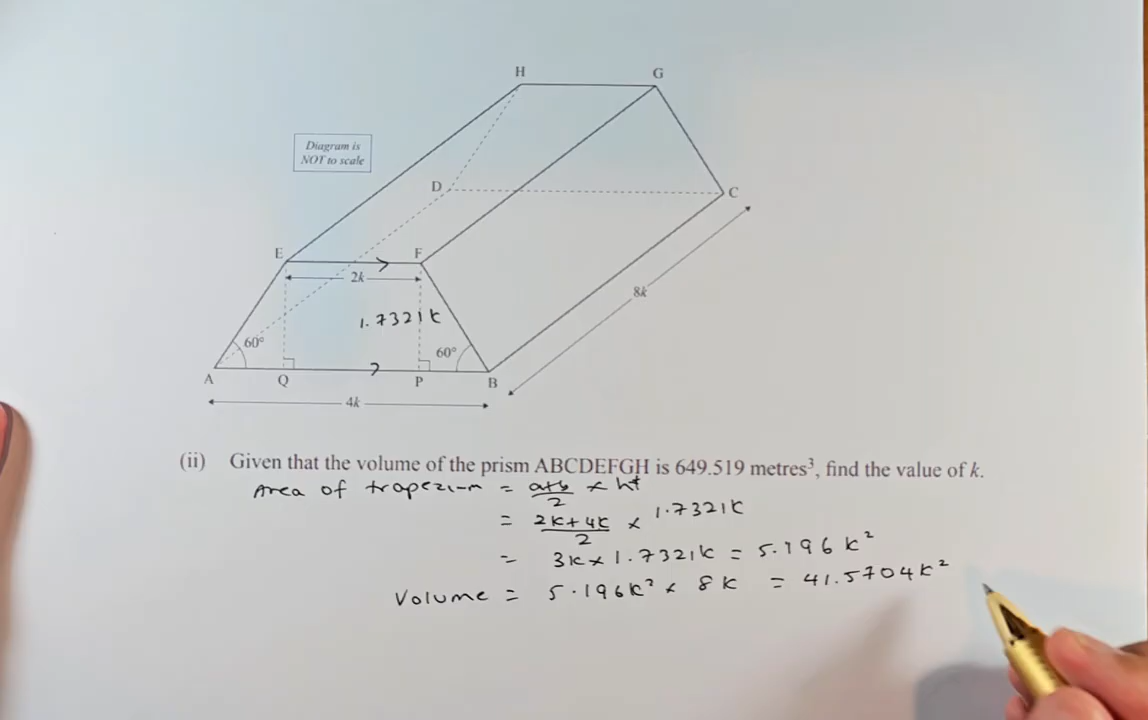 H G
Diagram is
NOT to scale
D C
E F
2k
8k
1.7321k
60° 60°
A Q P B
4k
(ii) Given that the volume of the prism ABCDEFGH is 649.519 metres³, find the value of k.
Area of trapezium = a+b/2 × ht
= 2k+4k/2 × 1.7321k
= 3k × 1.7321k = 5.196k²
Volume = 5.196k² × 8k = 41.5704k²